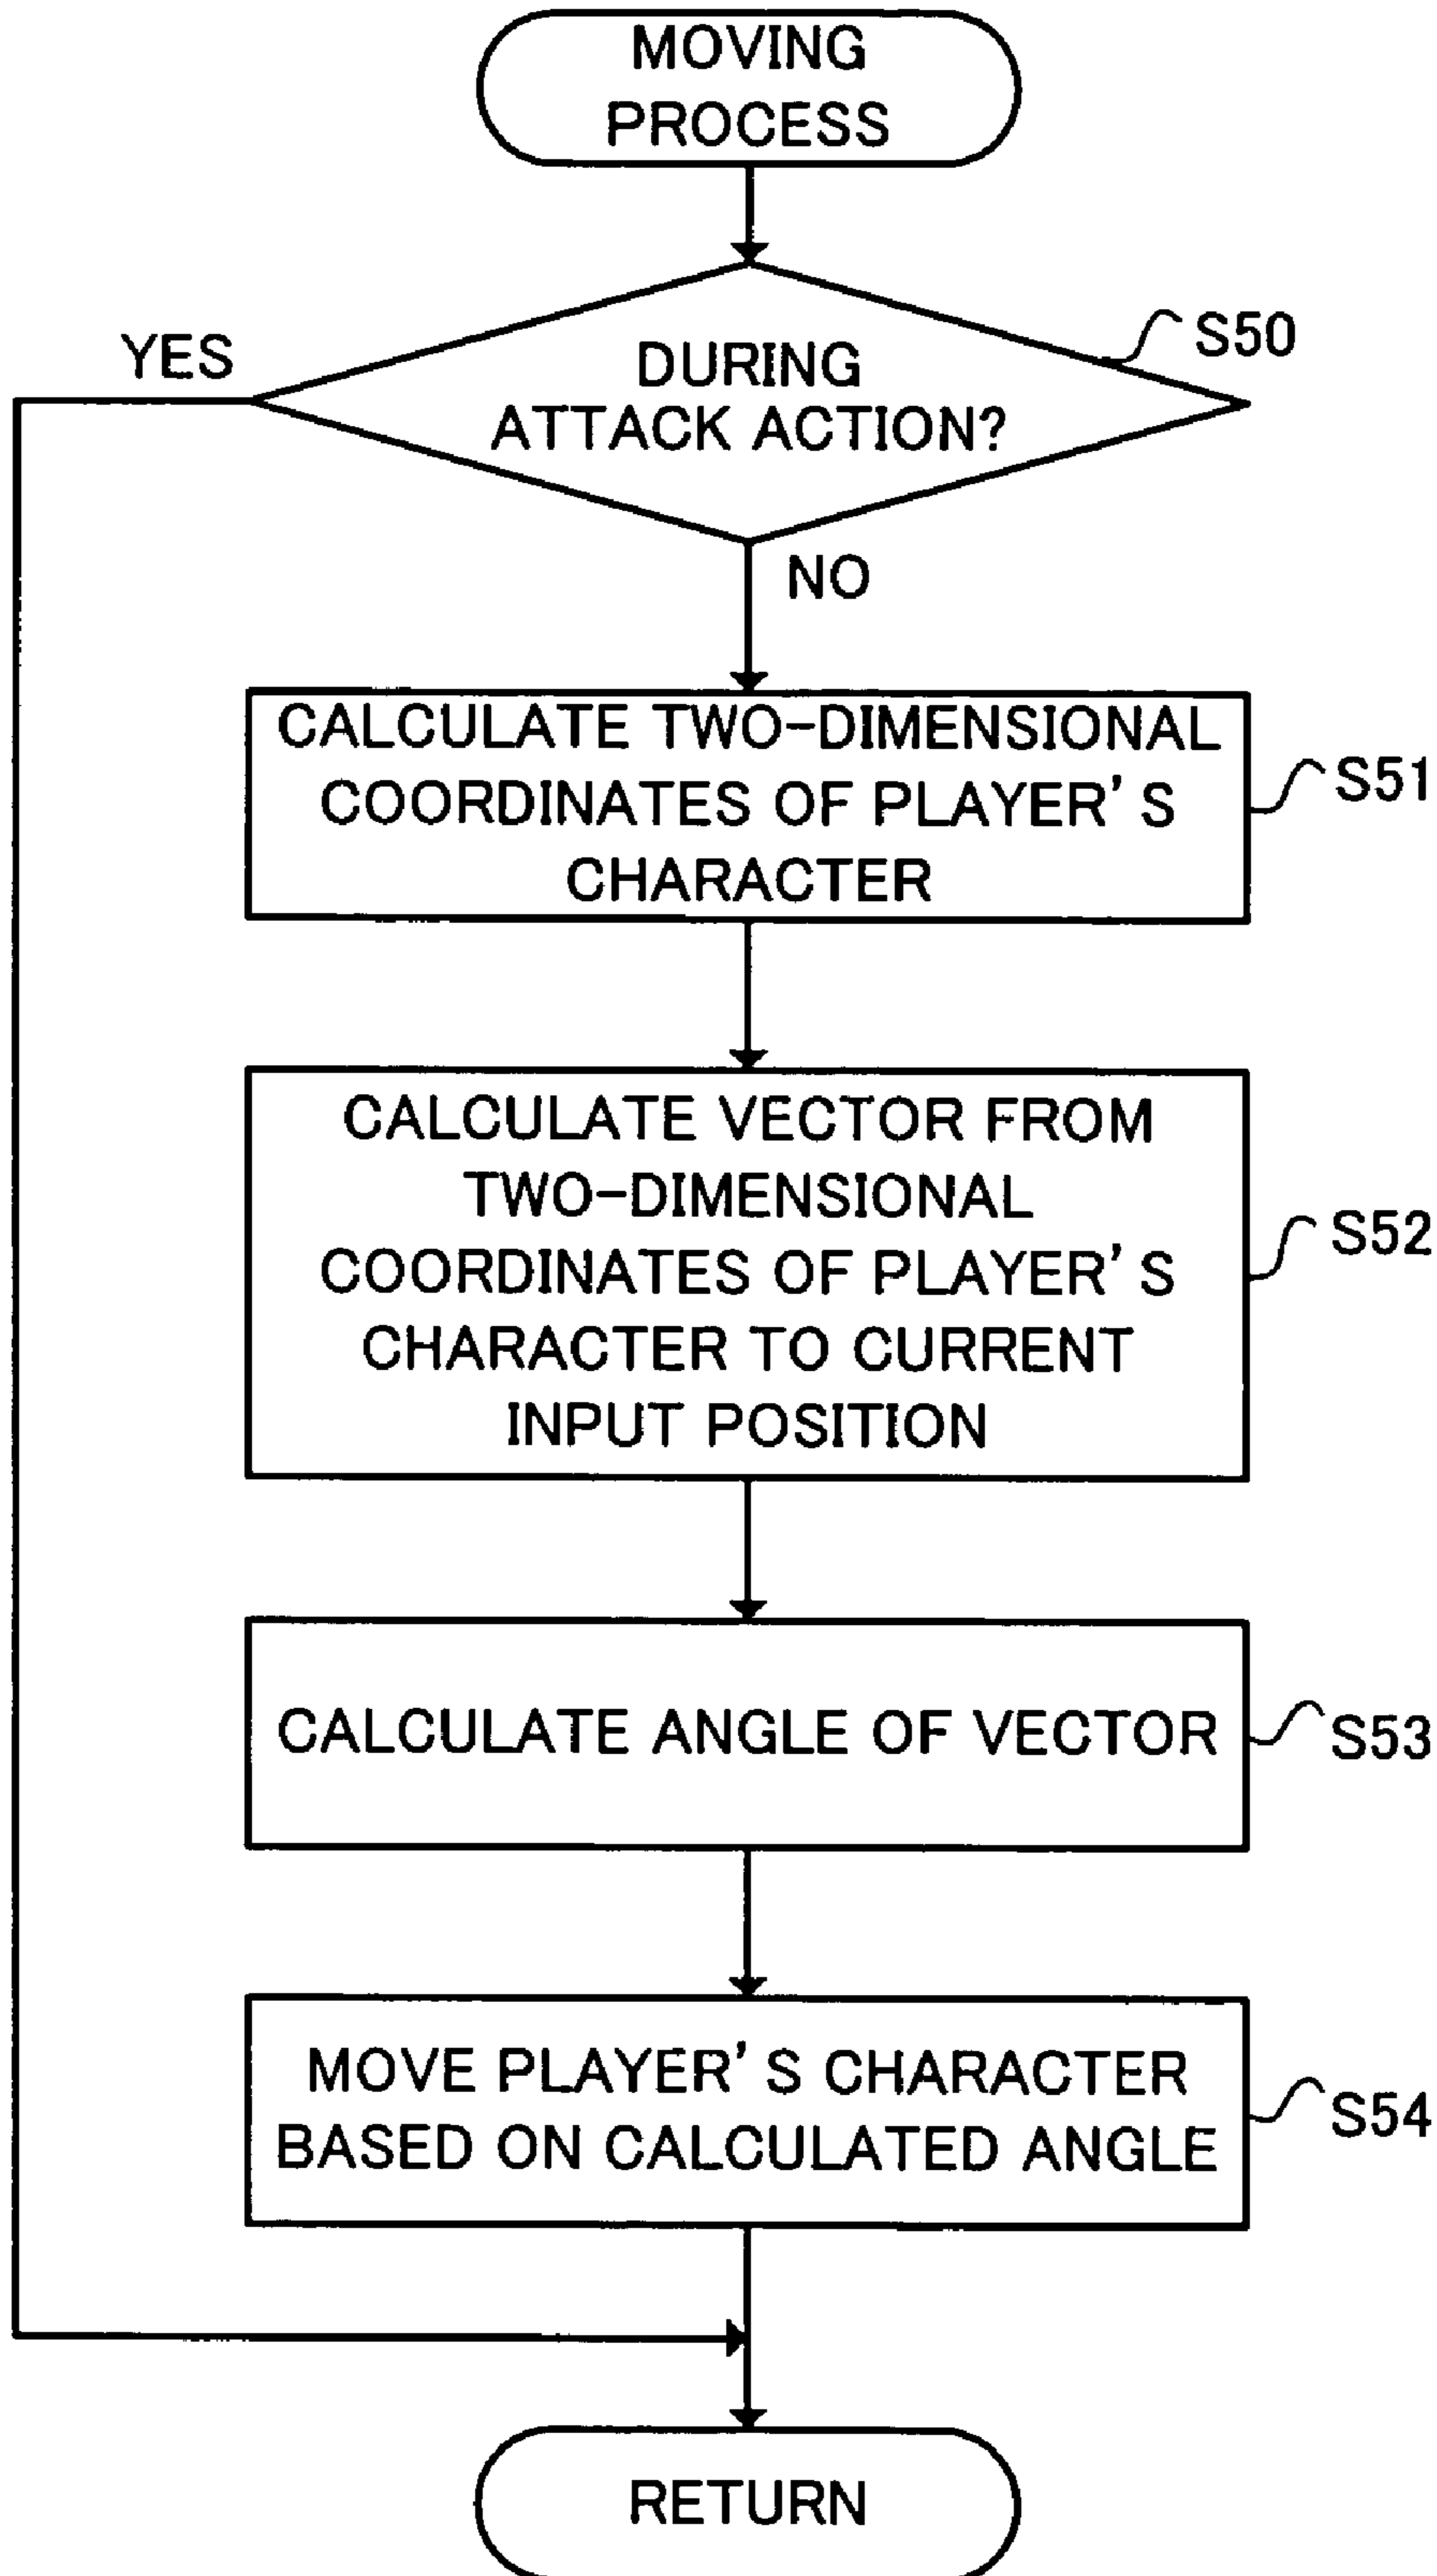 MOVING
PROCESS
S50
YES
DURING
ATTACK ACTION?
NO
CALCULATE TWO-DIMENSIONAL
COORDINATES OF PLAYER'S
CHARACTER
S51
CALCULATE VECTOR FROM
TWO-DIMENSIONAL
COORDINATES OF PLAYER'S
CHARACTER TO CURRENT
INPUT POSITION
S52
CALCULATE ANGLE OF VECTOR
S53
MOVE PLAYER'S CHARACTER
BASED ON CALCULATED ANGLE
S54
RETURN